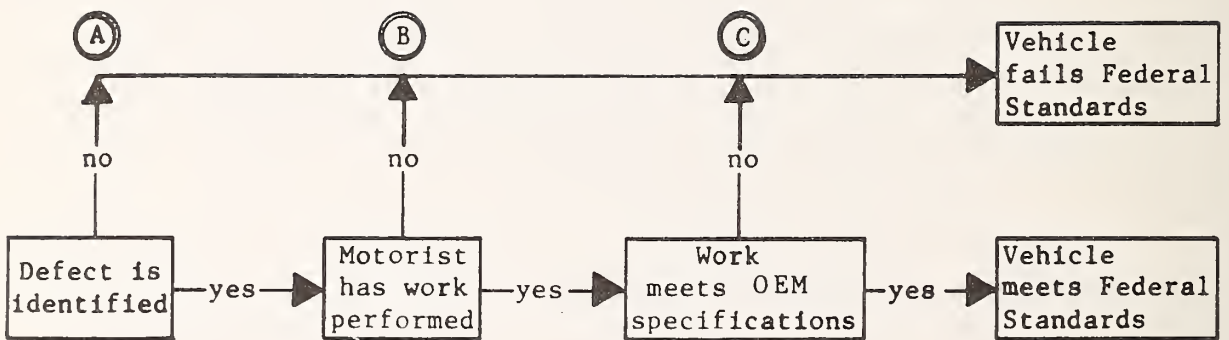 A
B
C
Vehicle
fails Federal
Standards
no
no
no
Defect is
identified
yes
Motorist
has work
performed
yes
Work
meets OEM
specifications
yes
Vehicle
meets Federal
Standards